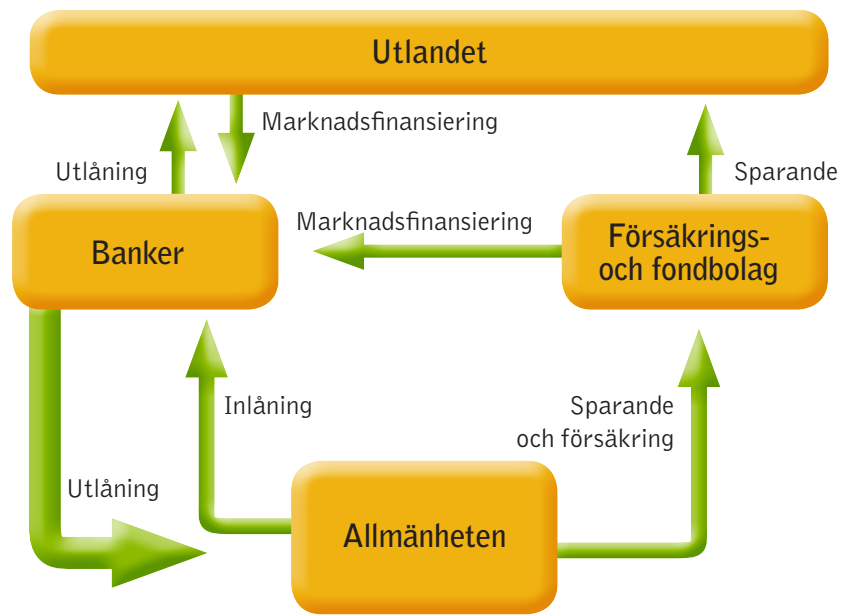 Utlandet
Marknadsfinansiering
Utlåning
Sparande
Marknadsfinansiering
Banker
Försäkrings-
och fondbolag
Inlåning
Sparande
och försäkring
Utlåning
Allmänheten